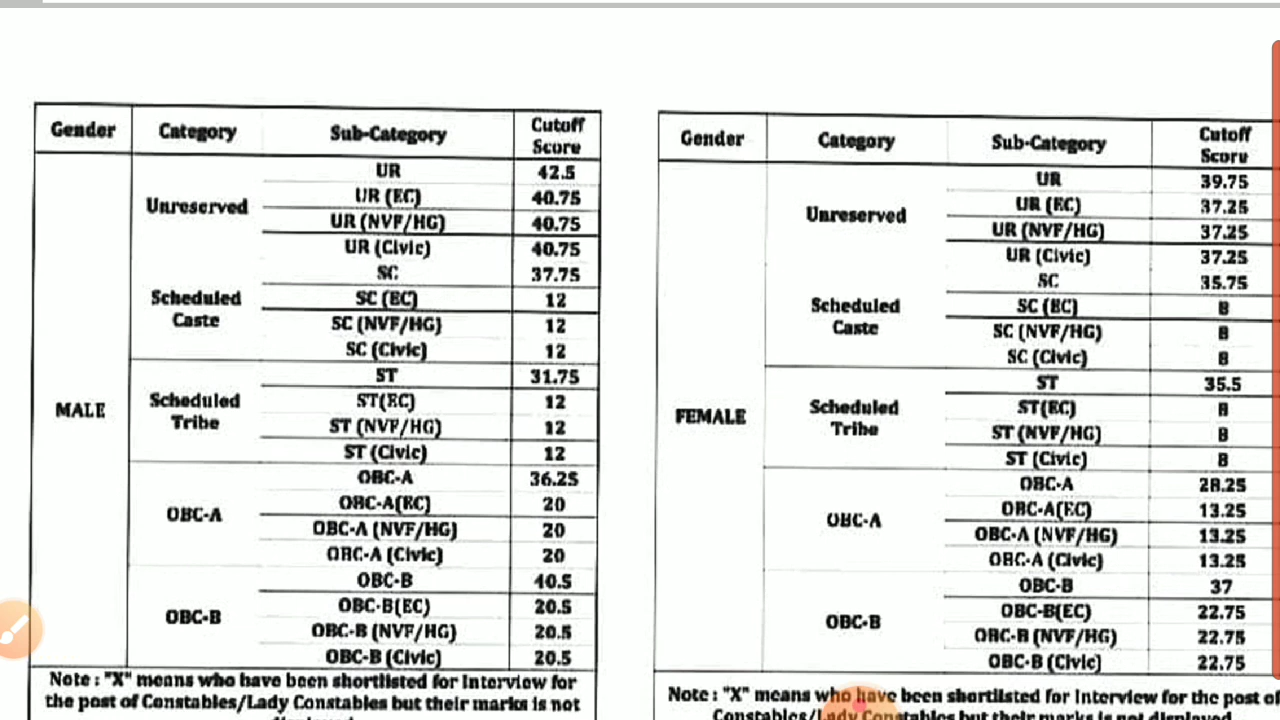 Gender Category Sub-Category Cutoff
Score
MALE
Unreserved
UR 42.5
UR (EC) 40.75
UR (NVF/HG) 40.75
UR (Civic) 40.75
Scheduled
Caste
SC 37.75
SC (EC) 12
SC (NVF/HG) 12
SC (Civic) 12
Scheduled
Tribe
ST 31.75
ST(EC) 12
ST (NVF/HG) 12
ST (Civic) 12
OBC-A
OBC-A 36.25
OBC-A(EC) 20
OBC-A (NVF/HG) 20
OBC-A (Civic) 20
OBC-B
OBC-B 40.5
OBC-B(EC) 20.5
OBC-B (NVF/HG) 20.5
OBC-B (Civic) 20.5
Note : "X" means who have been shortlisted for Interview for
the post of Constables/Lady Constables but their marks is not
Gender Category Sub-Category Cutoff
Score
FEMALE
Unreserved
UR 39.75
UR (EC) 37.25
UR (NVF/HG) 37.25
UR (Civic) 37.25
Scheduled
Caste
SC 35.75
SC (EC) 8
SC (NVF/HG) 8
SC (Civic) 8
Scheduled
Tribe
ST 35.5
ST(EC) 8
ST (NVF/HG) 8
ST (Civic) 8
OBC-A
OBC-A 28.25
OBC-A(EC) 13.25
OBC-A (NVF/HG) 13.25
OBC-A (Civic) 13.25
OBC-B
OBC-B 37
OBC-B(EC) 22.75
OBC-B (NVF/HG) 22.75
OBC-B (Civic) 22.75
Note : "X" means who have been shortlisted for Interview for the post of
Constables/Lady Constables but their marks is not displayed